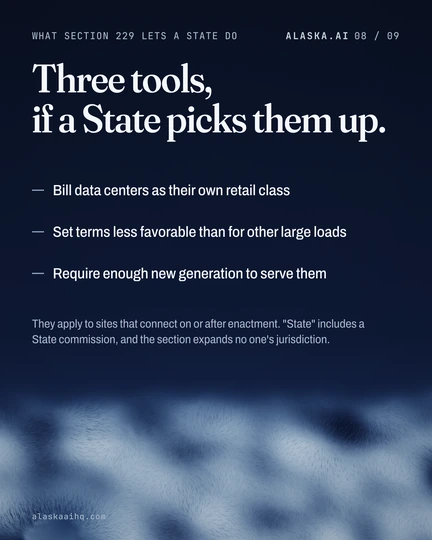 WHAT SECTION 229 LETS A STATE DO
ALASKA.AI 08 / 09
Three tools,
if a State picks them up.
— Bill data centers as their own retail class
— Set terms less favorable than for other large loads
— Require enough new generation to serve them
They apply to sites that connect on or after enactment. "State" includes a
State commission, and the section expands no one's jurisdiction.
alaskaaihq.com